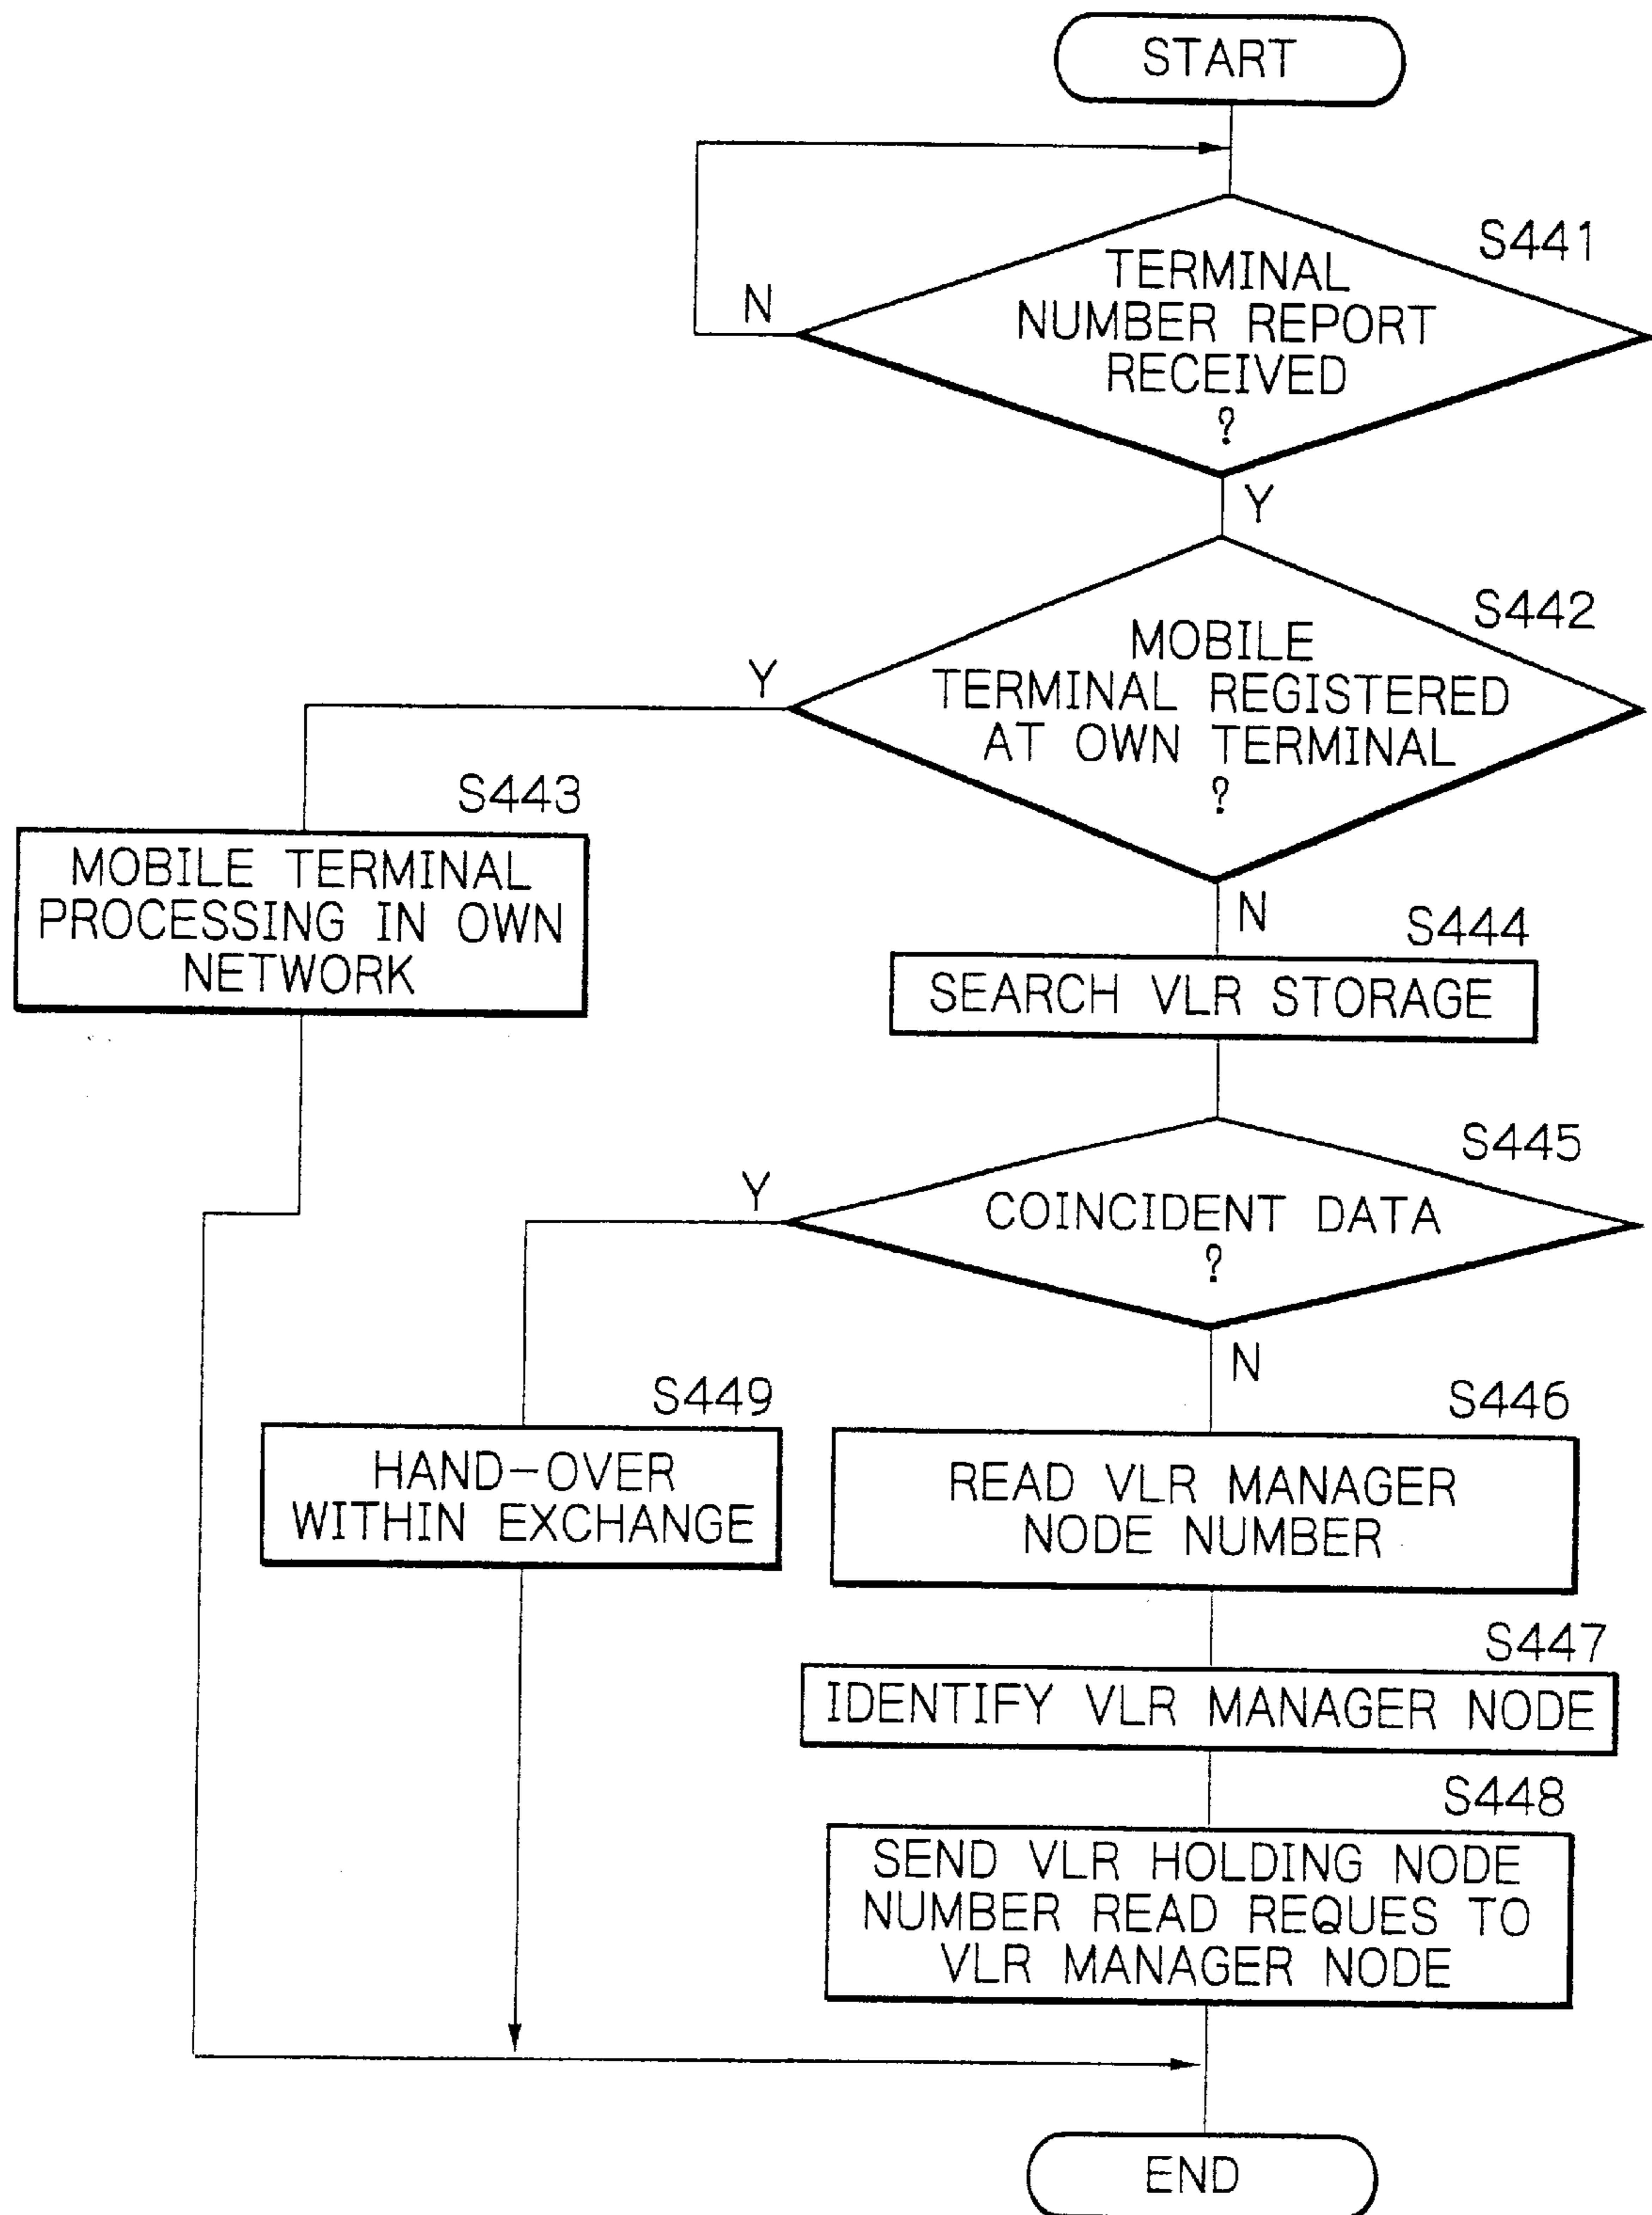 START
S441
TERMINAL
NUMBER REPORT
RECEIVED
?
N
Y
S442
MOBILE
TERMINAL REGISTERED
AT OWN TERMINAL
?
Y
N
S443
MOBILE TERMINAL
PROCESSING IN OWN
NETWORK
S444
SEARCH VLR STORAGE
S445
COINCIDENT DATA
?
Y
N
S449
HAND-OVER
WITHIN EXCHANGE
S446
READ VLR MANAGER
NODE NUMBER
S447
IDENTIFY VLR MANAGER NODE
S448
SEND VLR HOLDING NODE
NUMBER READ REQUES TO
VLR MANAGER NODE
END